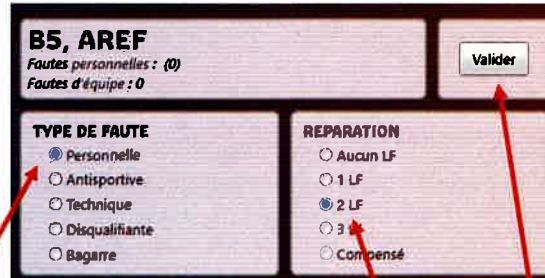 B5, AREF
Fautes personnelles : (0)
Fautes d'équipe : 0
Valider
TYPE DE FAUTE
Personnelle
Antisportive
Technique
Disqualifiante
Bagarre
REPARATION
Aucun LF
1 LF
2 LF
3
Compensé